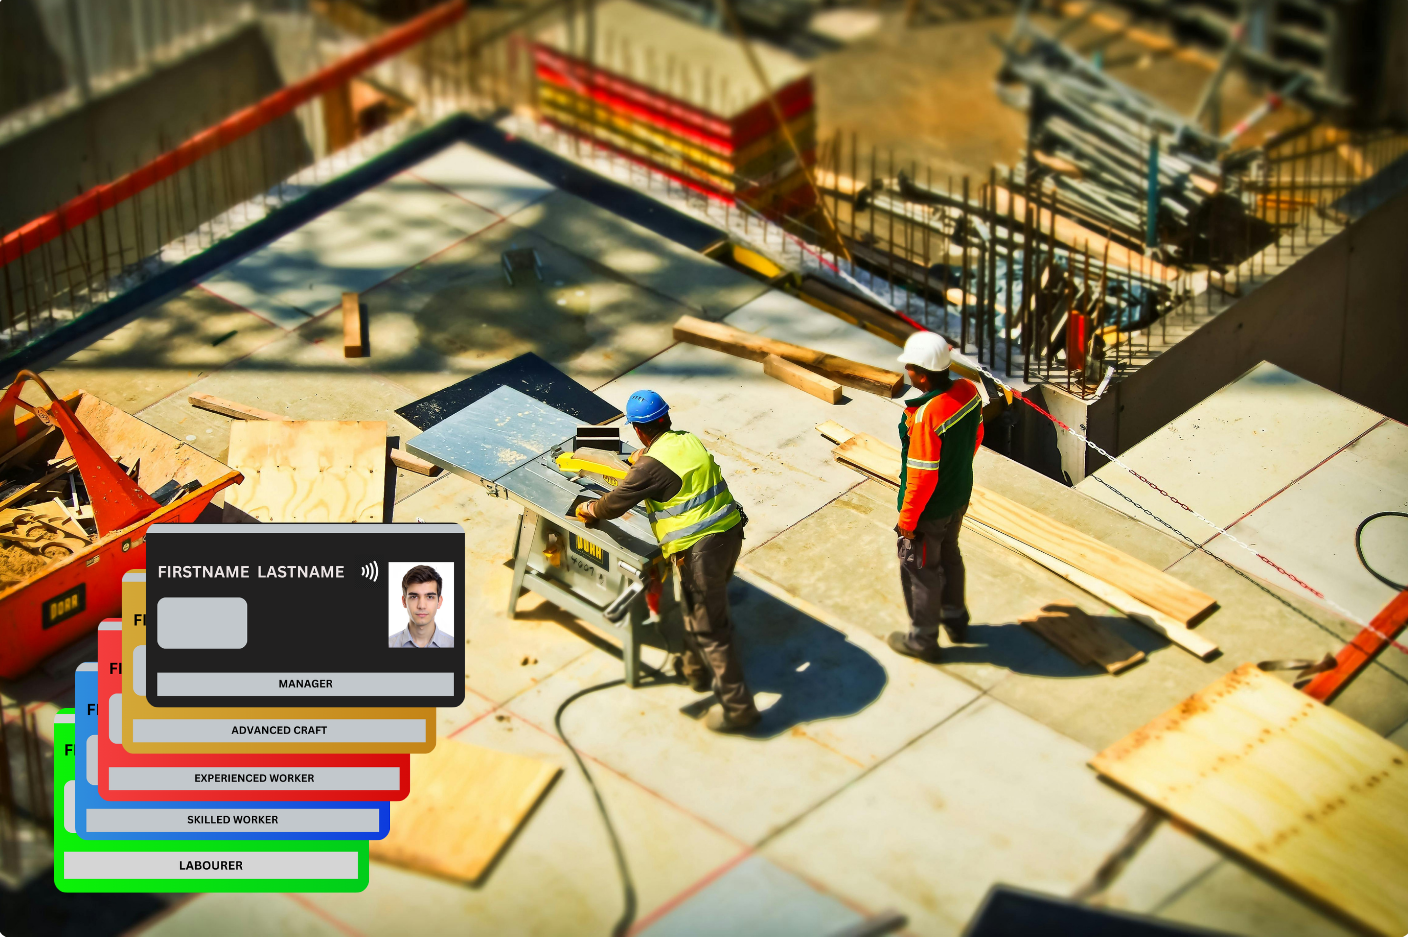 FIRSTNAME LASTNAME
MANAGER
ADVANCED CRAFT
EXPERIENCED WORKER
SKILLED WORKER
LABOURER